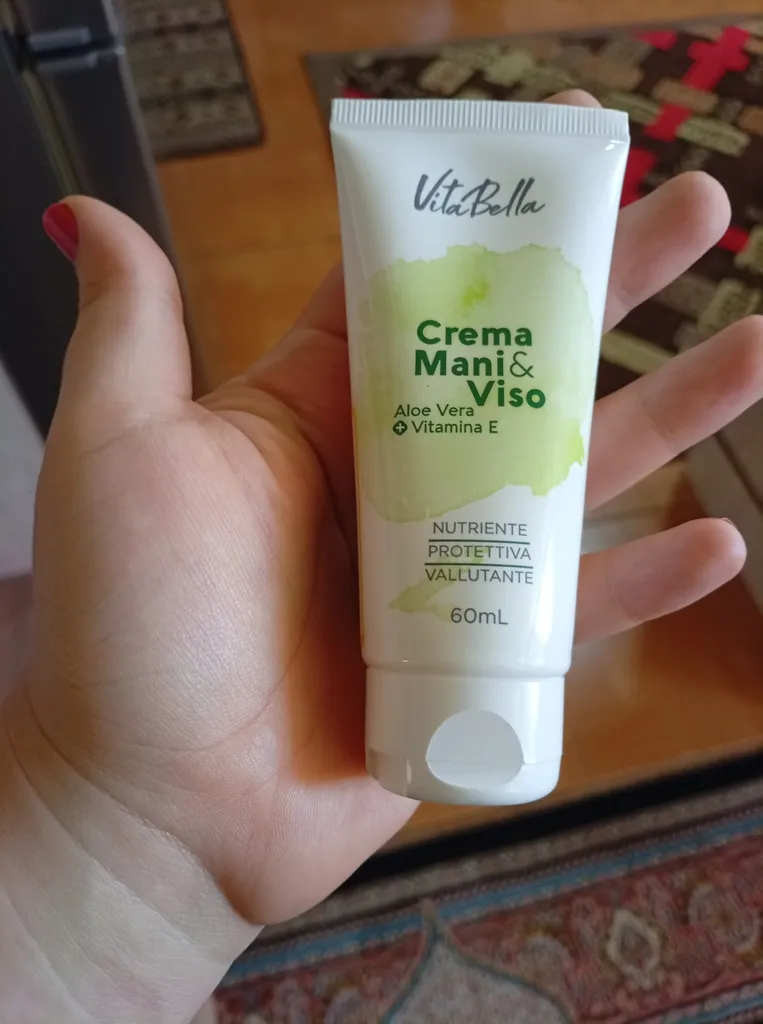 VitaBella
Crema
Mani &
Viso
Aloe Vera
+ Vitamina E
NUTRIENTE
PROTETTIVA
VALLUTANTE
60mL